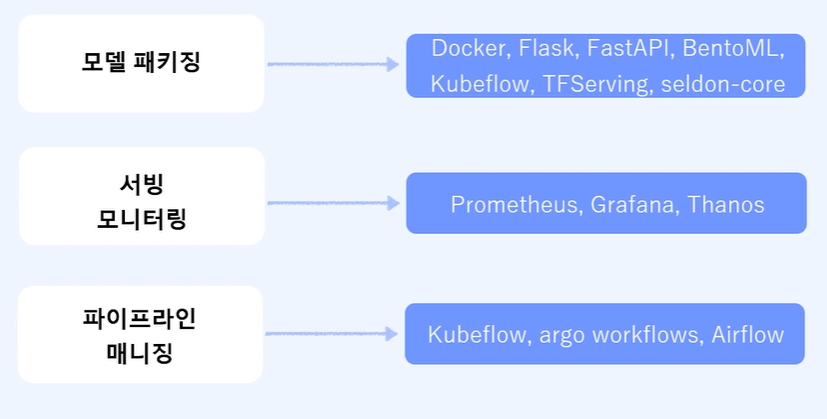 모델 패키징
Docker, Flask, FastAPI, BentoML,
Kubeflow, TFServing, seldon-core
서빙
모니터링
Prometheus, Grafana, Thanos
파이프라인
매니징
Kubeflow, argo workflows, Airflow